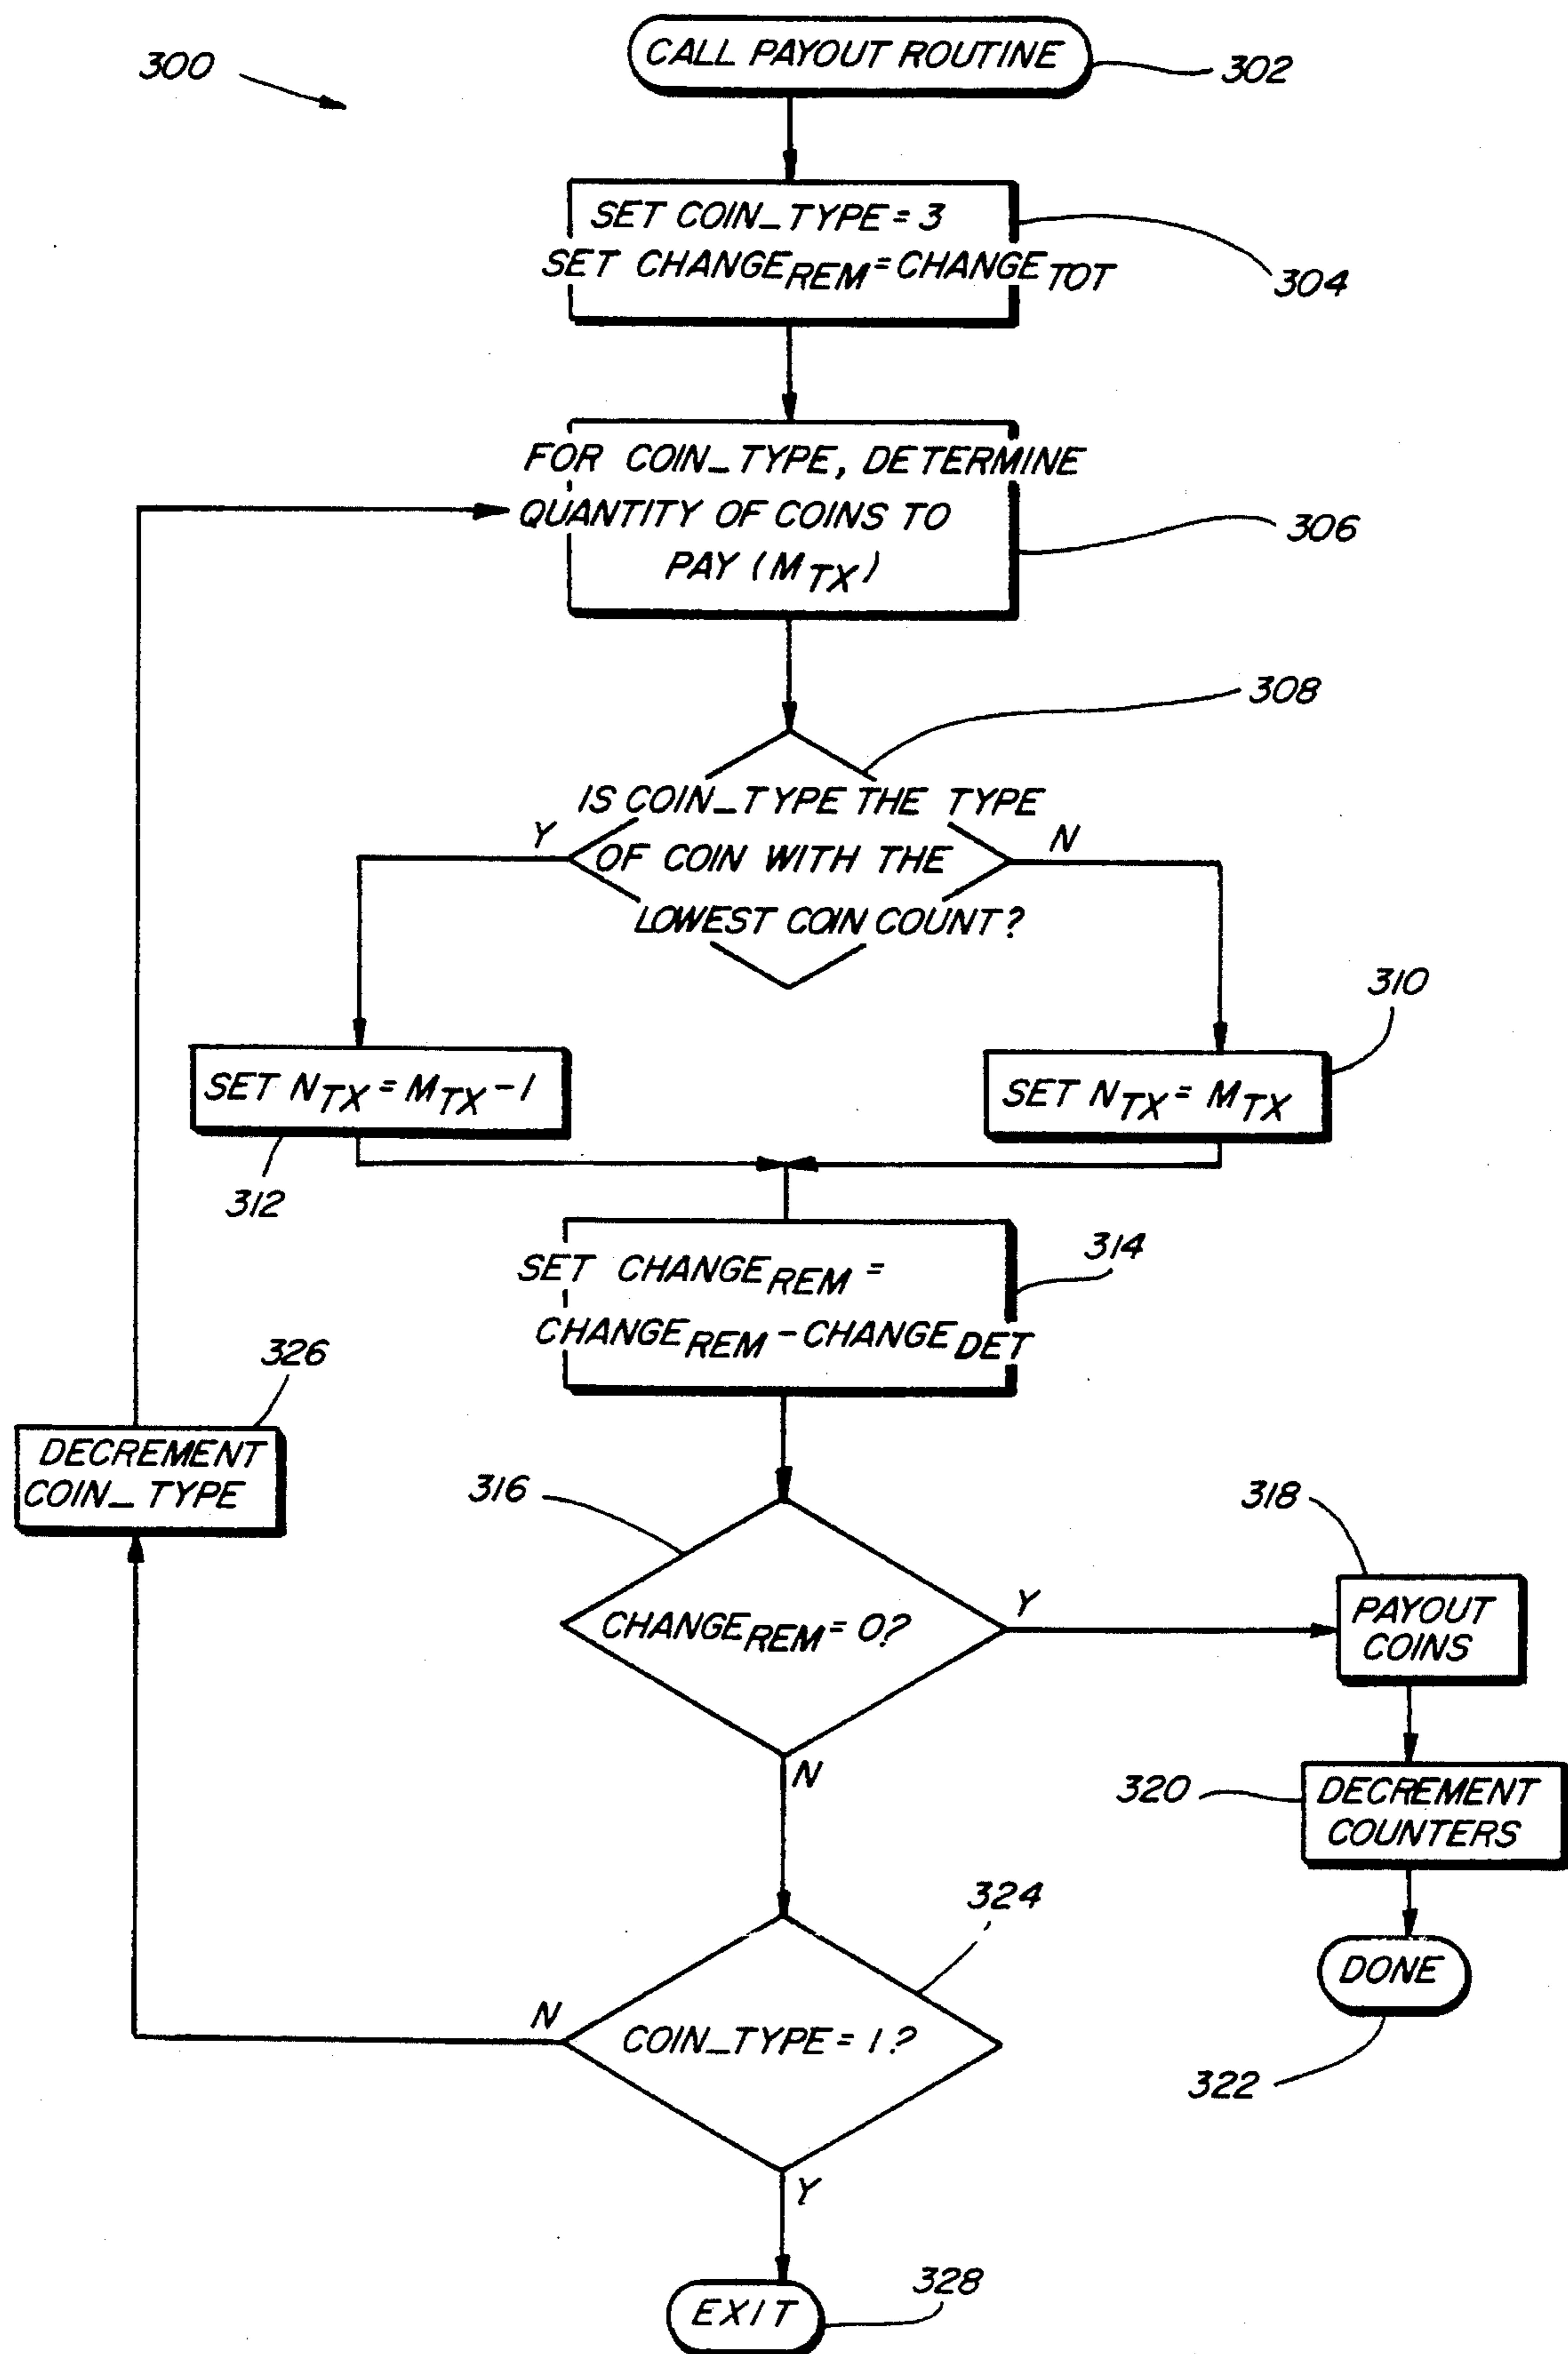 300
CALL PAYOUT ROUTINE
302
SET COIN_TYPE = 3
SET CHANGE REM = CHANGE TOT
304
FOR COIN_TYPE, DETERMINE
QUANTITY OF COINS TO
PAY (M TX)
306
308
IS COIN_TYPE THE TYPE
OF COIN WITH THE
LOWEST COIN COUNT?
Y
N
310
SET N TX = M TX - 1
SET N TX = M TX
312
SET CHANGE REM =
CHANGE REM - CHANGE DET
314
326
DECREMENT
COIN_TYPE
316
CHANGE REM = 0?
Y
N
318
PAYOUT
COINS
320
DECREMENT
COUNTERS
DONE
322
324
COIN_TYPE = 1?
N
Y
EXIT
328